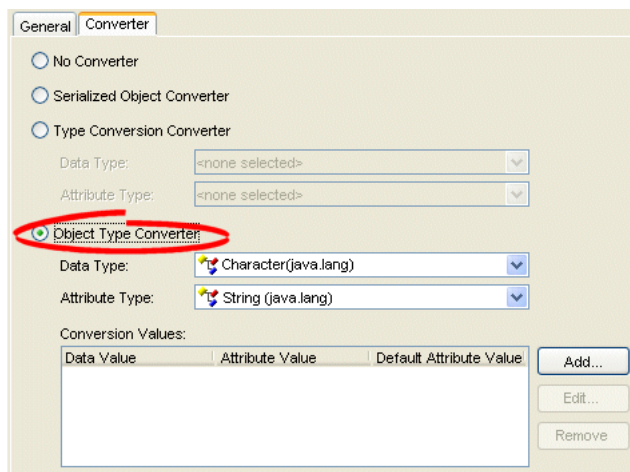 General Converter
No Converter
Serialized Object Converter
Type Conversion Converter
Data Type: <none selected>
Attribute Type: <none selected>
Object Type Converter
Data Type: Character(java.lang)
Attribute Type: String (java.lang)
Conversion Values:
Data Value Attribute Value Default Attribute Value
Add...
Edit...
Remove